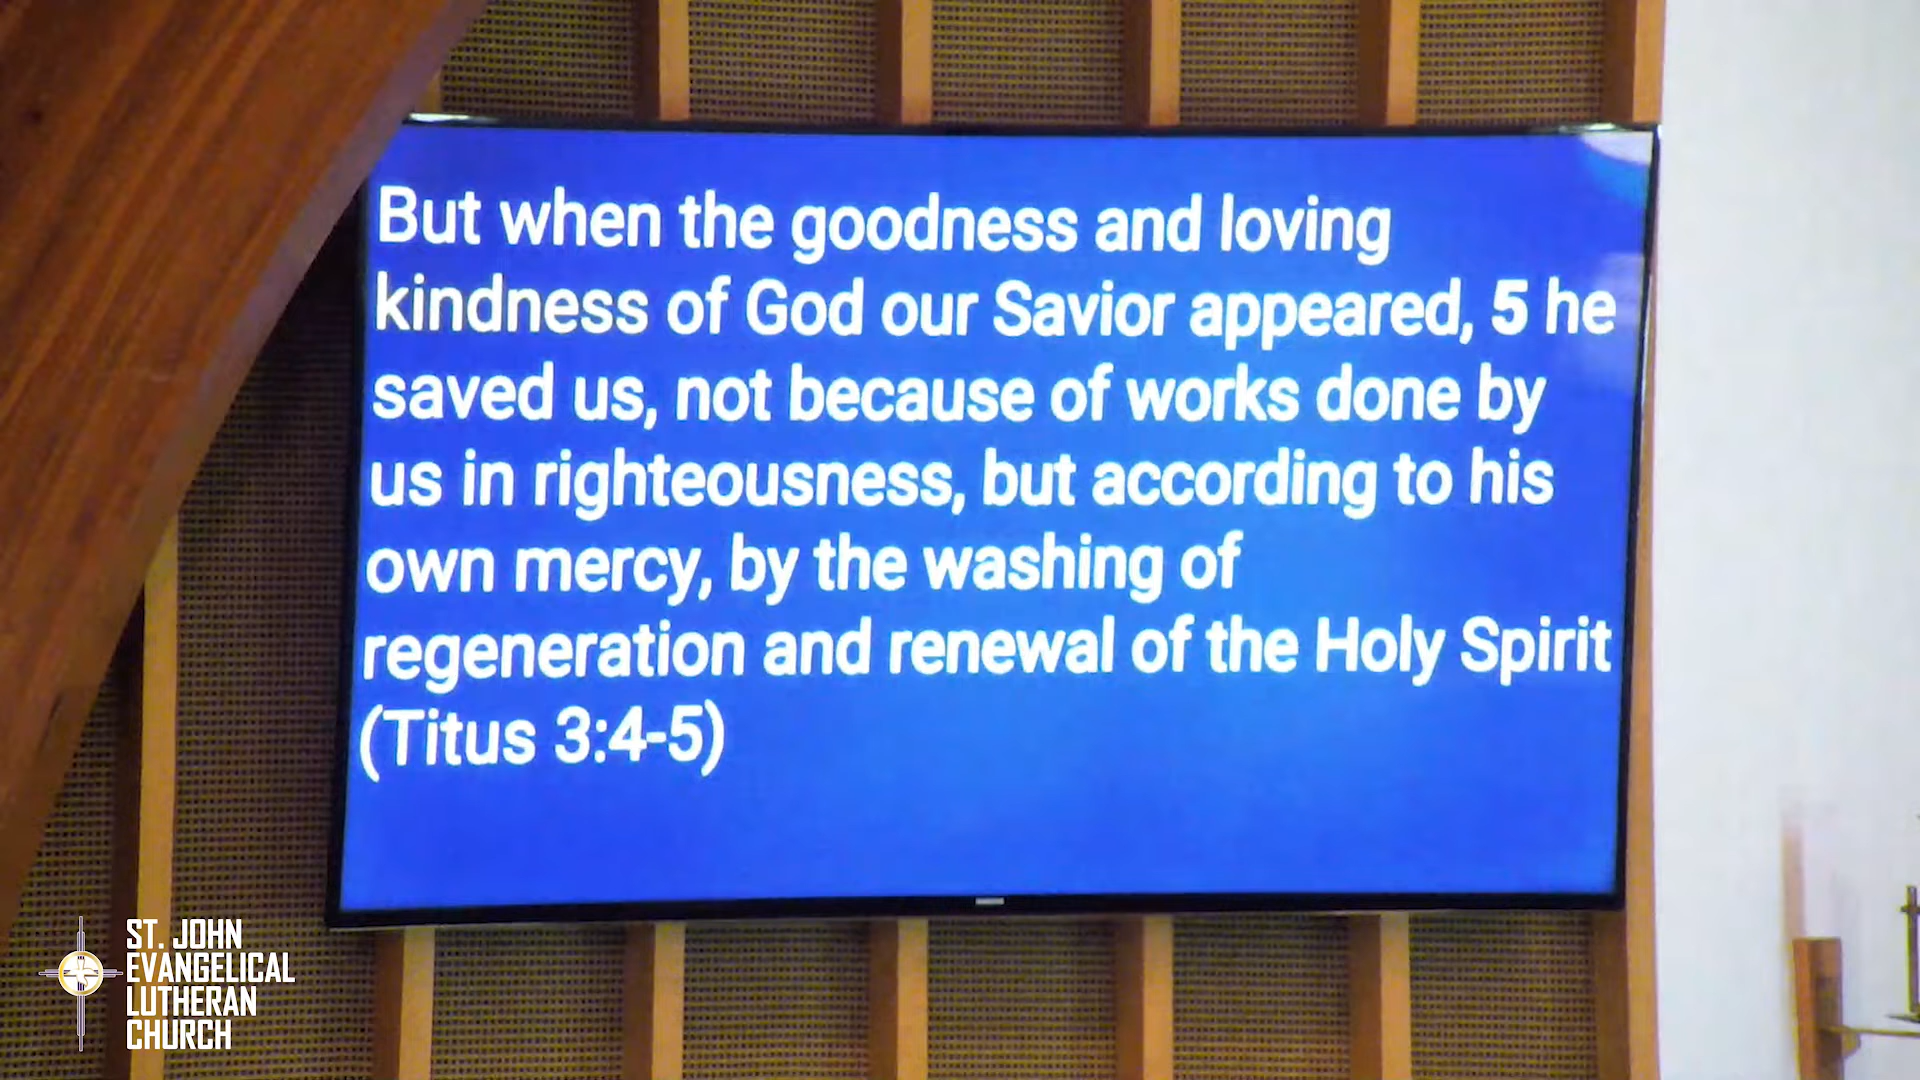 But when the goodness and loving
kindness of God our Savior appeared, 5 he
saved us, not because of works done by
us in righteousness, but according to his
own mercy, by the washing of
regeneration and renewal of the Holy Spirit
(Titus 3:4-5)
ST. JOHN
EVANGELICAL
LUTHERAN
CHURCH